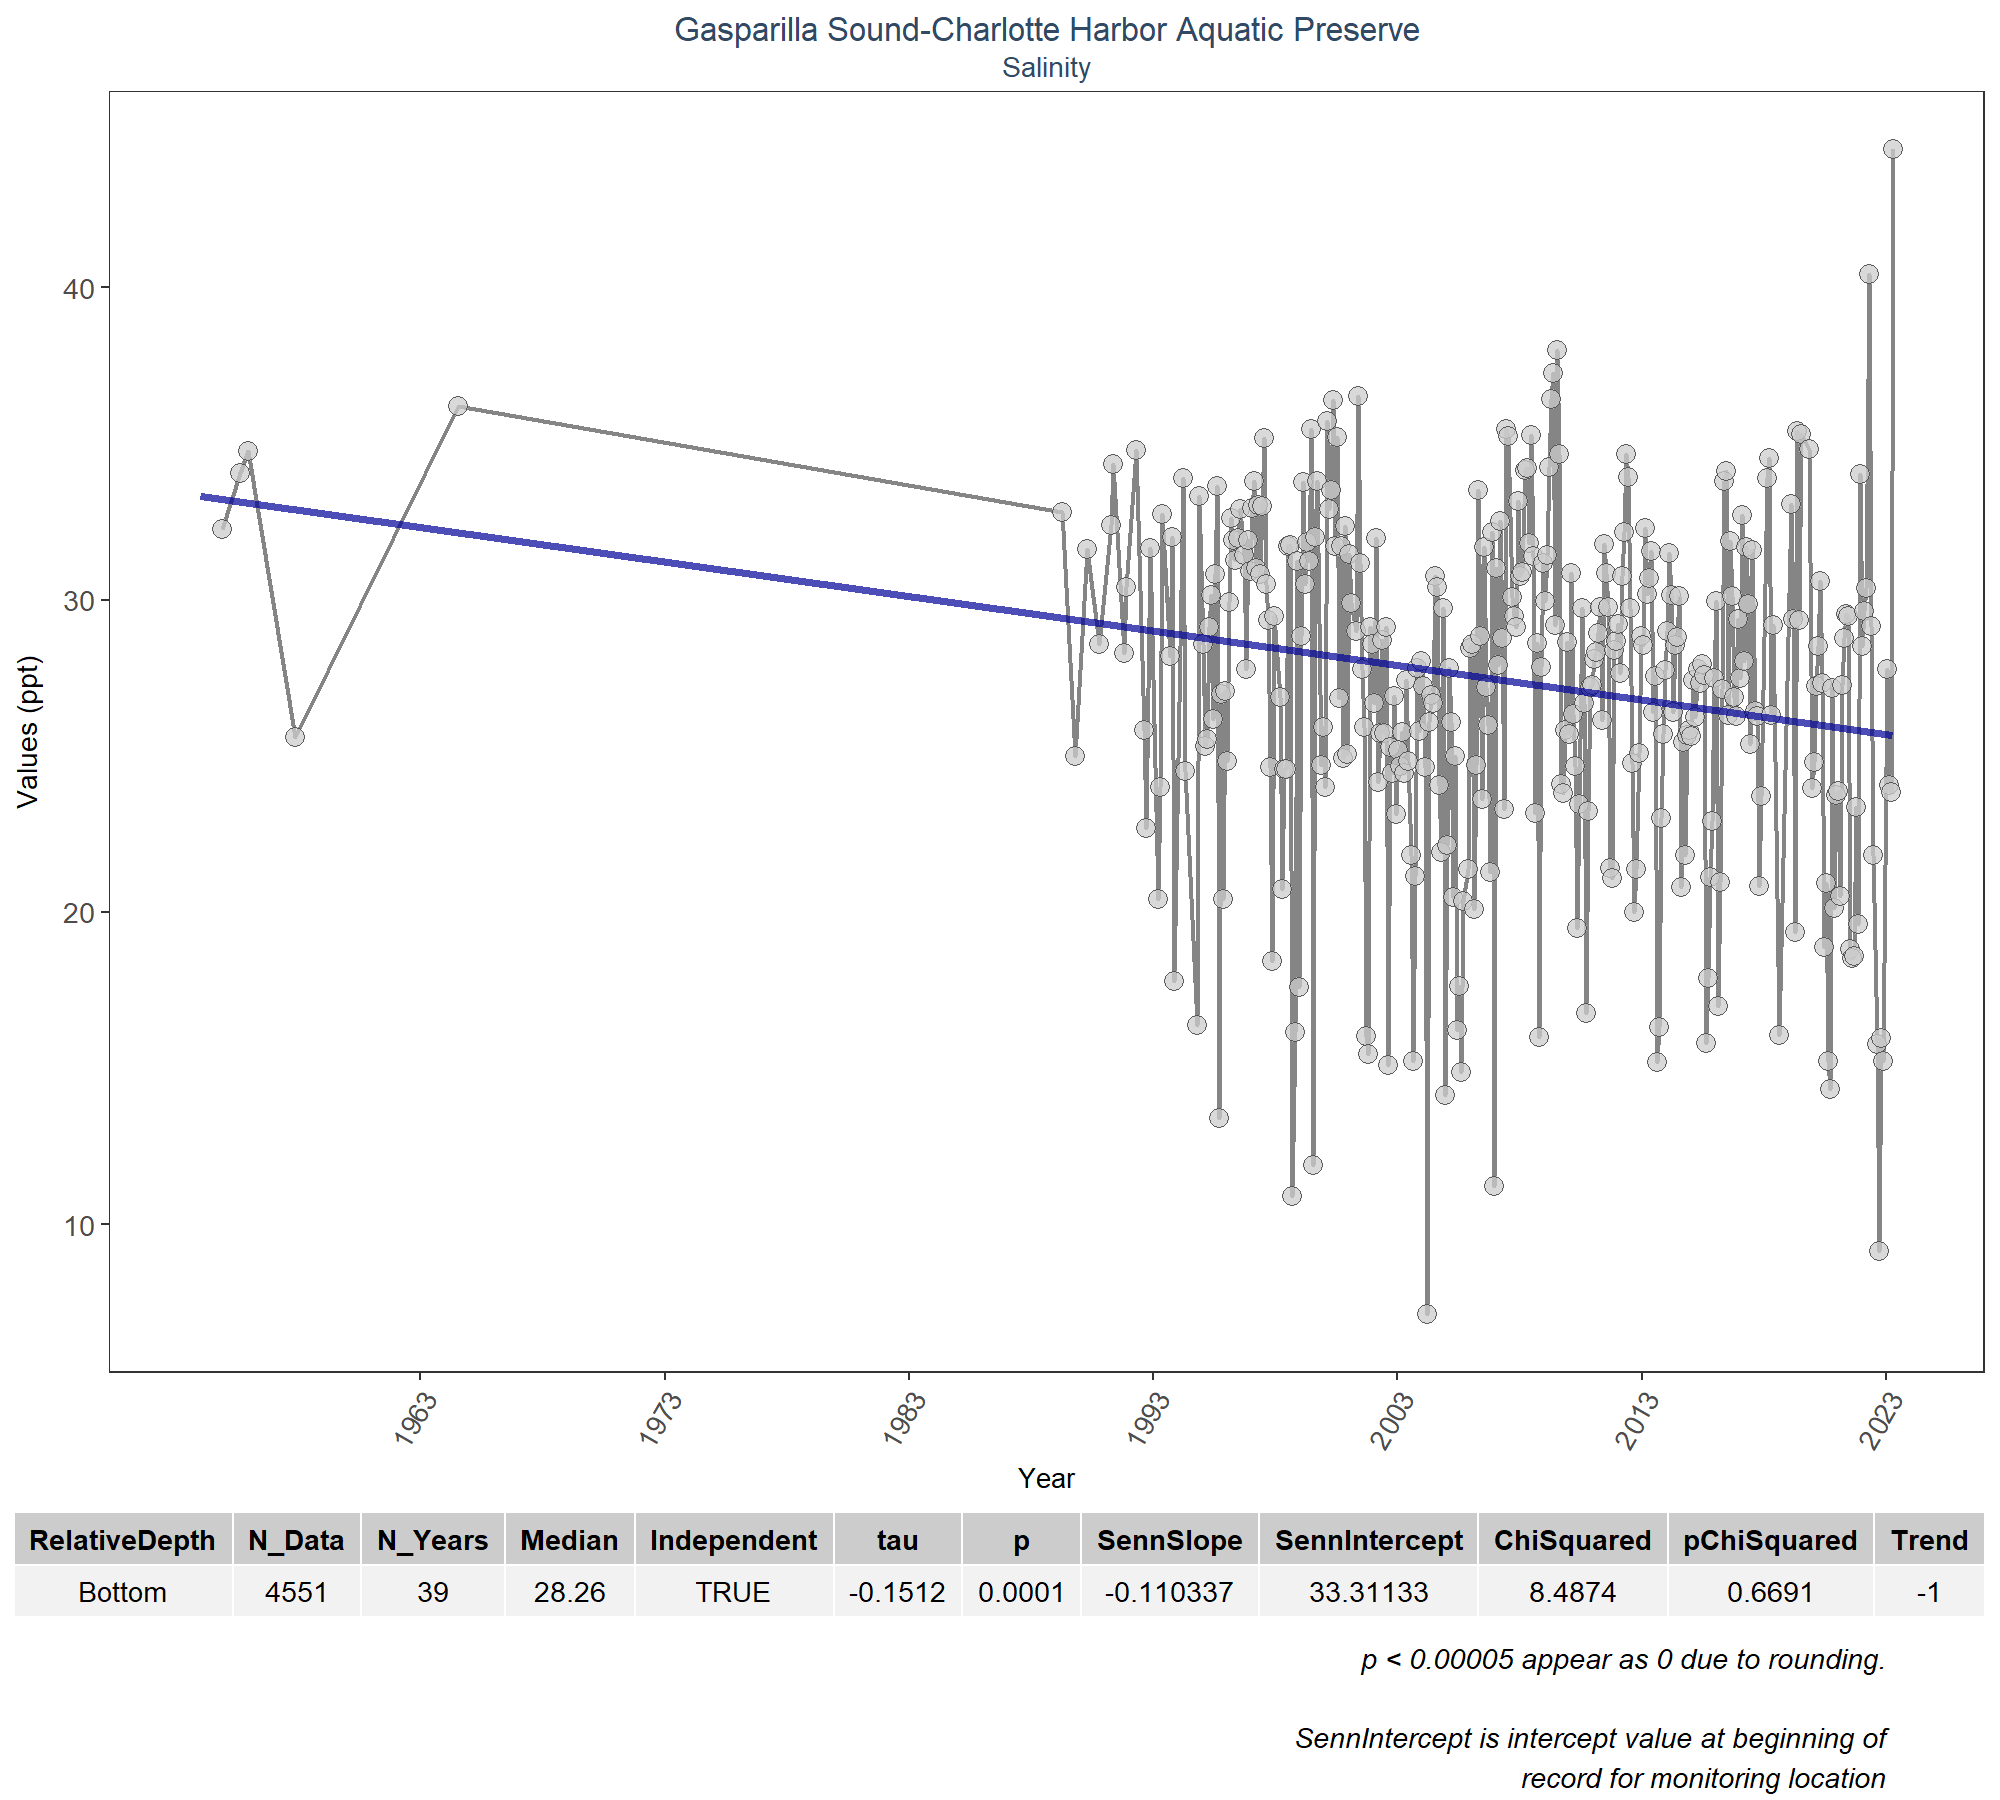 Gasparilla Sound-Charlotte Harbor Aquatic Preserve
Salinity
Values (ppt)
40
30
20
10
1963 1973 1983 1993 2003 2013 2023
Year
RelativeDepth N_Data N_Years Median Independent tau p SennSlope SennIntercept ChiSquared pChiSquared Trend
Bottom 4551 39 28.26 TRUE -0.1512 0.0001 -0.110337 33.31133 8.4874 0.6691 -1
p < 0.00005 appear as 0 due to rounding.
SennIntercept is intercept value at beginning of
record for monitoring location